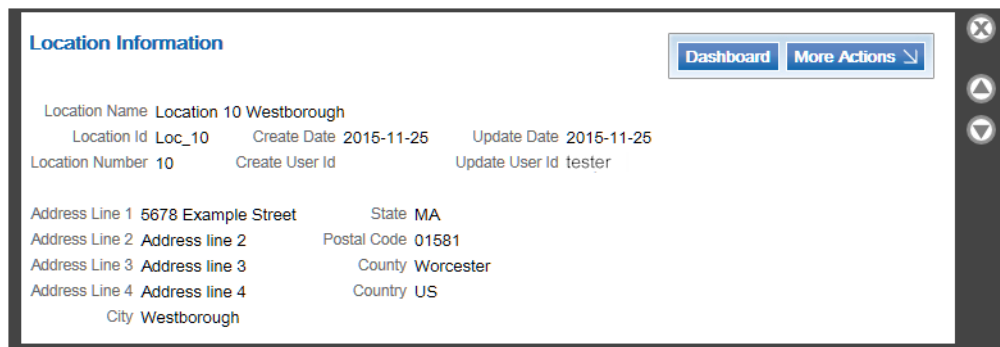 Location Information
Dashboard More Actions
Location Name Location 10 Westborough
Location Id Loc_10 Create Date 2015-11-25 Update Date 2015-11-25
Location Number 10 Create User Id Update User Id tester
Address Line 1 5678 Example Street State MA
Address Line 2 Address line 2 Postal Code 01581
Address Line 3 Address line 3 County Worcester
Address Line 4 Address line 4 Country US
City Westborough